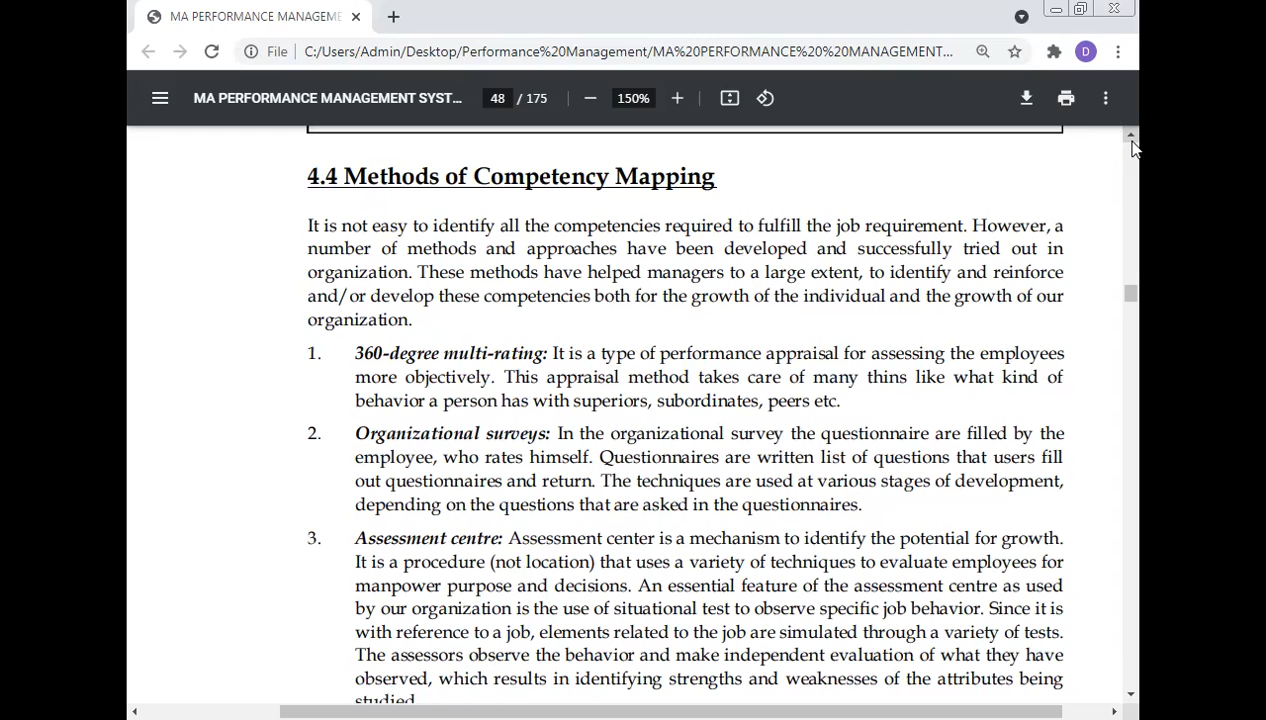 MA PERFORMANCE MANAGEME
File
C:/Users/Admin/Desktop/Performance%20Management/MA%20PERFORMANCE%20%20MANAGEMENT...
D
MA PERFORMANCE MANAGEMENT SYST...
48 / 175
150%
4.4 Methods of Competency Mapping
It is not easy to identify all the competencies required to fulfill the job requirement. However, a
number of methods and approaches have been developed and successfully tried out in
organization. These methods have helped managers to a large extent, to identify and reinforce
and/or develop these competencies both for the growth of the individual and the growth of our
organization.
1. 360-degree multi-rating: It is a type of performance appraisal for assessing the employees
more objectively. This appraisal method takes care of many thins like what kind of
behavior a person has with superiors, subordinates, peers etc.
2. Organizational surveys: In the organizational survey the questionnaire are filled by the
employee, who rates himself. Questionnaires are written list of questions that users fill
out questionnaires and return. The techniques are used at various stages of development,
depending on the questions that are asked in the questionnaires.
3. Assessment centre: Assessment center is a mechanism to identify the potential for growth.
It is a procedure (not location) that uses a variety of techniques to evaluate employees for
manpower purpose and decisions. An essential feature of the assessment centre as used
by our organization is the use of situational test to observe specific job behavior. Since it is
with reference to a job, elements related to the job are simulated through a variety of tests.
The assessors observe the behavior and make independent evaluation of what they have
observed, which results in identifying strengths and weaknesses of the attributes being
studied.